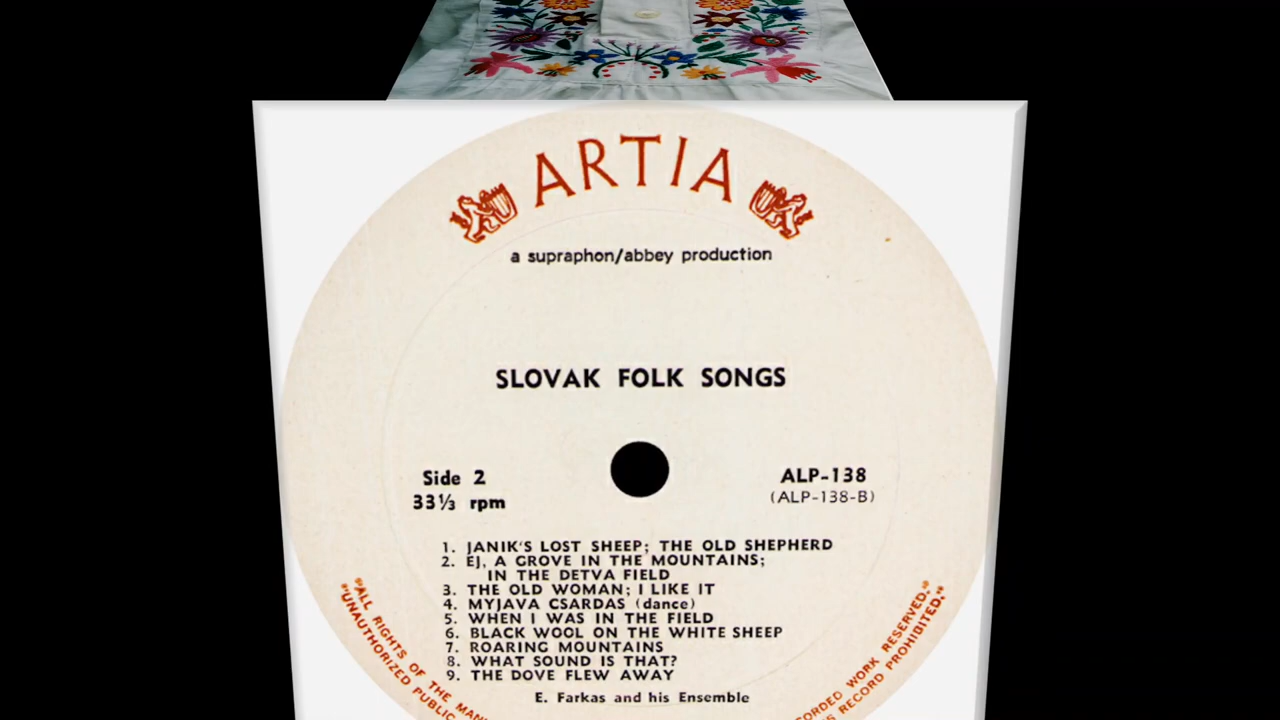 ARTIA
a supraphon/abbey production
SLOVAK FOLK SONGS
Side 2
33⅓ rpm
ALP-138
(ALP-138-B)
1. JANIK'S LOST SHEEP; THE OLD SHEPHERD
2. EJ, A GROVE IN THE MOUNTAINS;
IN THE DETVA FIELD
3. THE OLD WOMAN; I LIKE IT
4. MYJAVA CSARDAS (dance)
5. WHEN I WAS IN THE FIELD
6. BLACK WOOL ON THE WHITE SHEEP
7. ROARING MOUNTAINS
8. WHAT SOUND IS THAT?
9. THE DOVE FLEW AWAY
E. Farkas and his Ensemble
"ALL RIGHTS OF THE
WORK RESERVED."
"UNAUTHORIZED
RECORD PROHIBITED."